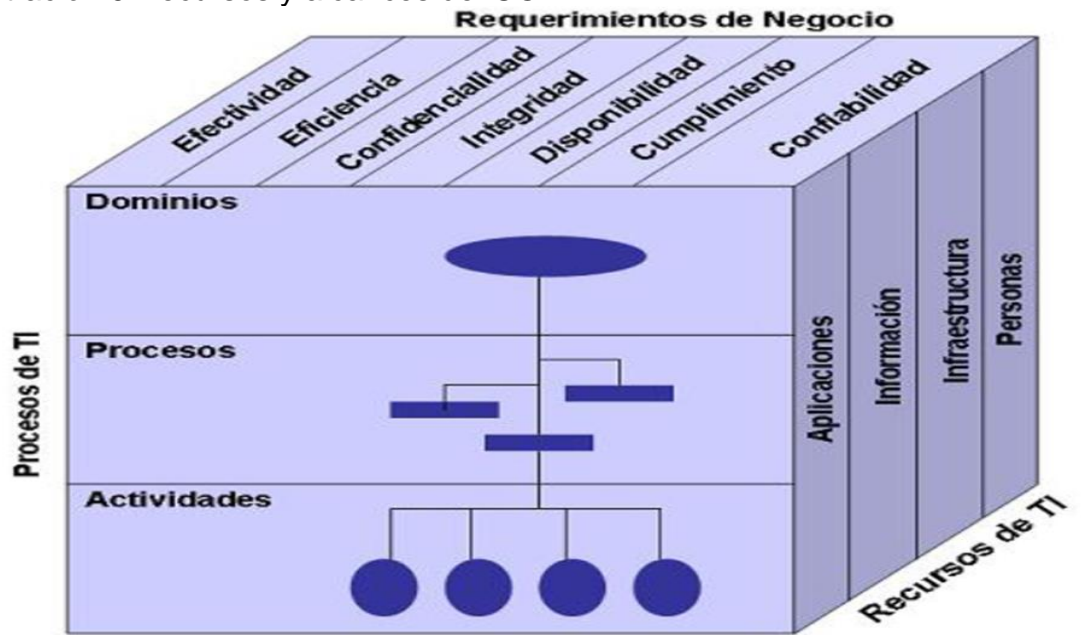 Requerimientos de Negocio
Efectividad
Eficiencia
Confidencialidad
Integridad
Disponibilidad
Cumplimiento
Confiabilidad
Dominios
Procesos
Actividades
Procesos de TI
Aplicaciones
Información
Infraestructura
Personas
Recursos de TI